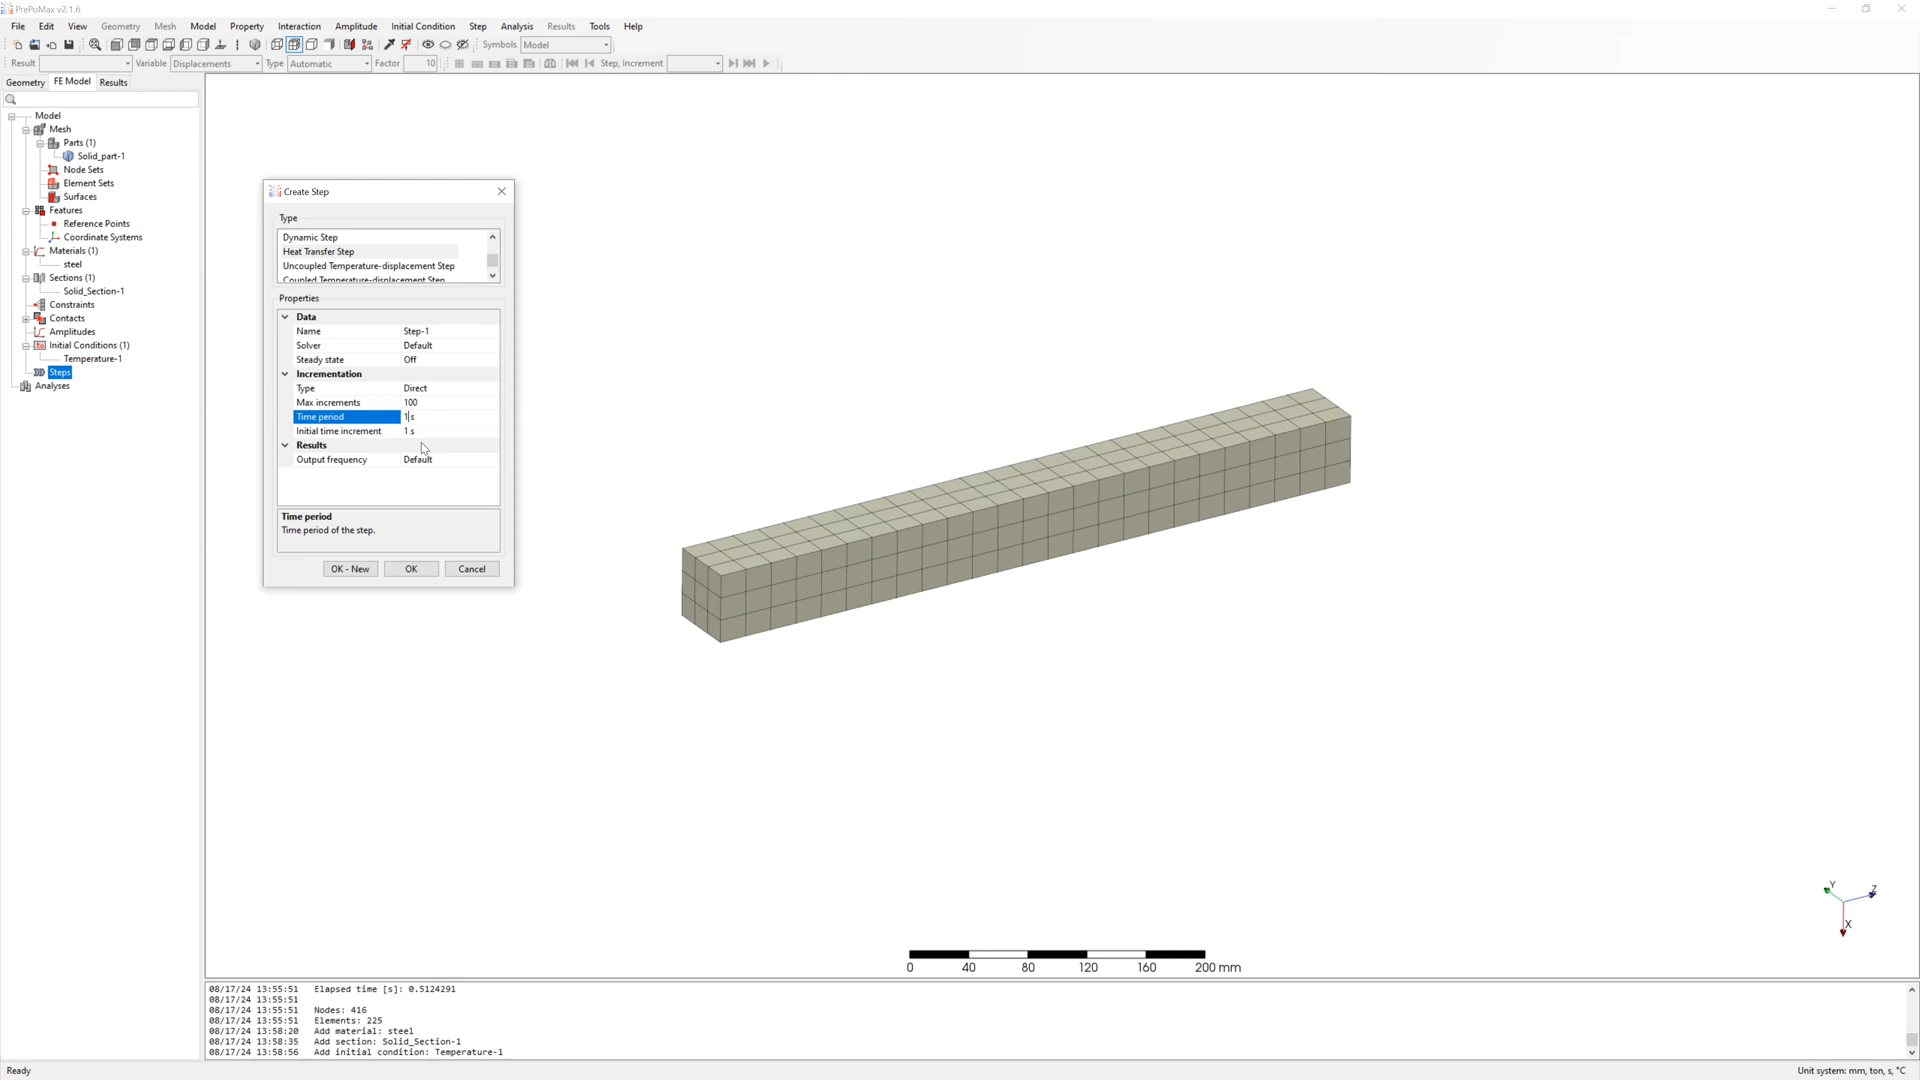 PrePoMax v2.1.6
File Edit View Geometry Mesh Model Property Interaction Amplitude Initial Condition Step Analysis Results Tools Help
Symbols Model
Result Variable Displacements Type Automatic Factor 10 Step, Increment
Geometry FE Model Results
Model
Mesh
Parts (1)
Solid_part-1
Node Sets
Element Sets
Surfaces
Features
Reference Points
Coordinate Systems
Materials (1)
steel
Sections (1)
Solid_Section-1
Constraints
Contacts
Amplitudes
Initial Conditions (1)
Temperature-1
Steps
Analyses
Create Step
Type
Dynamic Step
Heat Transfer Step
Uncoupled Temperature-displacement Step
Coupled Temperature-displacement Step
Properties
Data
Name Step-1
Solver Default
Steady state Off
Incrementation
Type Direct
Max increments 100
Time period 1 s
Initial time increment 1 s
Results
Output frequency Default
Time period
Time period of the step.
OK - New OK Cancel
Y Z
X
0 40 80 120 160 200 mm
08/17/24 13:55:51 Elapsed time [s]: 0.5124291
08/17/24 13:55:51
08/17/24 13:55:51 Nodes: 416
08/17/24 13:55:51 Elements: 225
08/17/24 13:58:20 Add material: steel
08/17/24 13:58:35 Add section: Solid_Section-1
08/17/24 13:58:56 Add initial condition: Temperature-1
Ready Unit system: mm, ton, s, °C